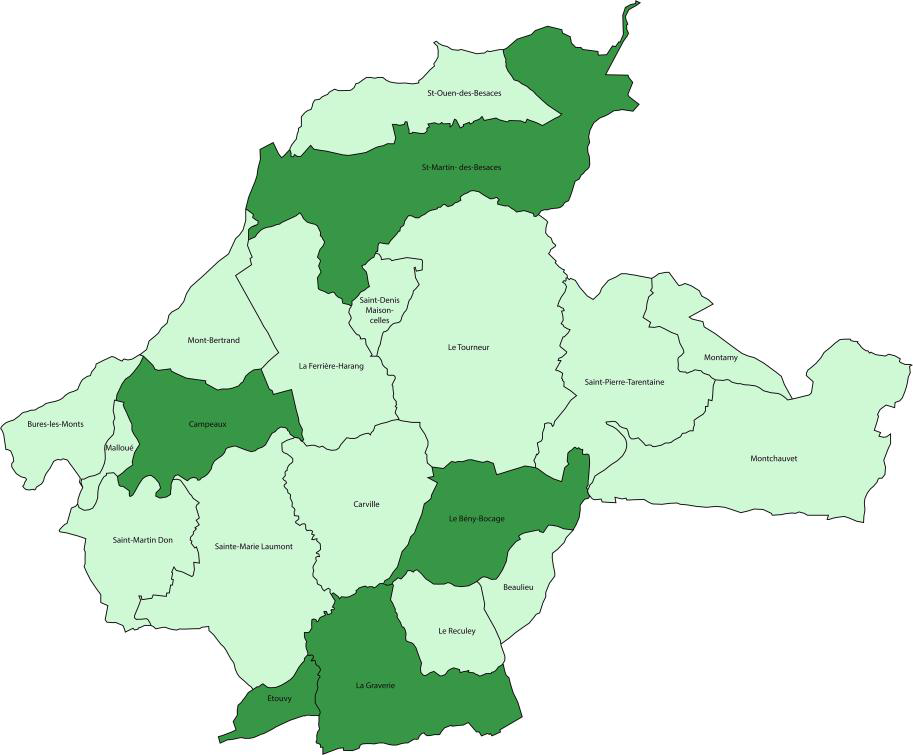 St-Ouen-des-Besaces
St-Martin- des-Besaces
Saint-Denis
Maison-
celles
Mont-Bertrand
Le Tourneur
La Ferrière-Harang
Montamy
Saint-Pierre-Tarentaine
Bures-les-Monts
Campeaux
Malloué
Montchauvet
Carville
Le Bény-Bocage
Saint-Martin Don
Sainte-Marie Laumont
Beaulieu
Le Reculey
La Graverie
Etouvy